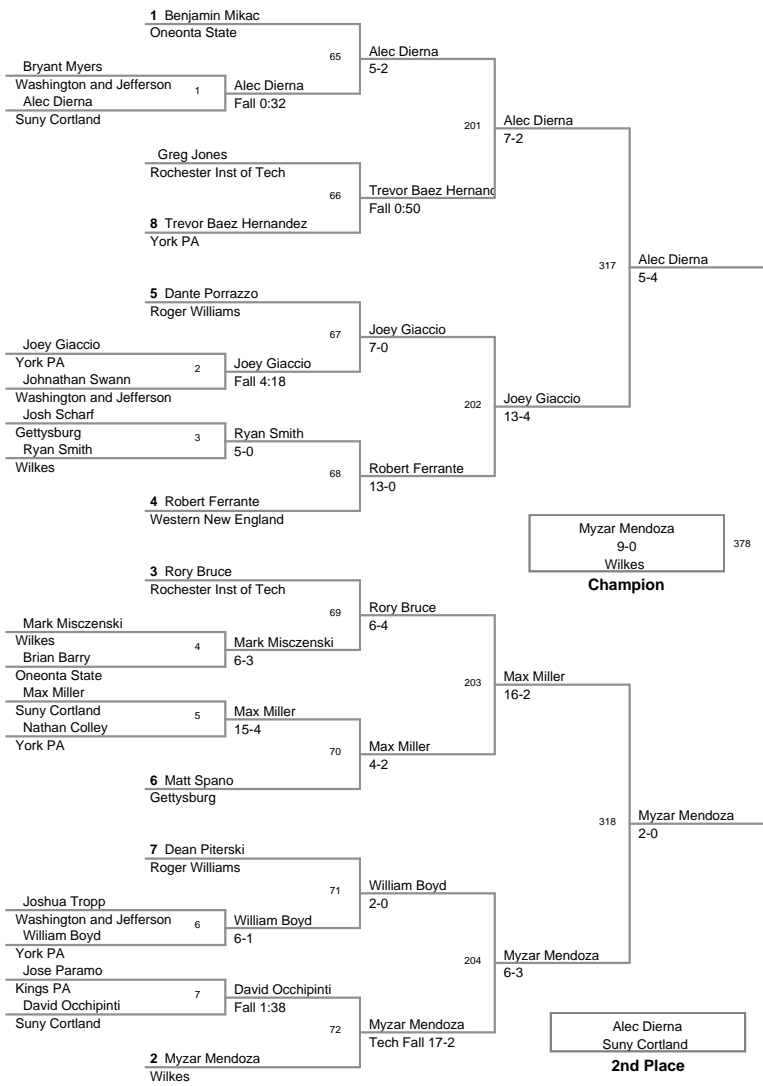 1 Benjamin Mikac
Oneonta State
65
Alec Dierna
5-2
Bryant Myers
Washington and Jefferson
1
Alec Dierna
Suny Cortland
Alec Dierna
Fall 0:32
201
Alec Dierna
7-2
Greg Jones
Rochester Inst of Tech
66
Trevor Baez Hernand
Fall 0:50
8 Trevor Baez Hernandez
York PA
317
Alec Dierna
5-4
5 Dante Porrazzo
Roger Williams
67
Joey Giaccio
7-0
Joey Giaccio
York PA
2
Johnathan Swann
Washington and Jefferson
Joey Giaccio
Fall 4:18
202
Joey Giaccio
13-4
Josh Scharf
Gettysburg
3
Ryan Smith
Wilkes
Ryan Smith
5-0
68
Robert Ferrante
13-0
4 Robert Ferrante
Western New England
Myzar Mendoza
9-0
Wilkes
378
Champion
3 Rory Bruce
Rochester Inst of Tech
69
Rory Bruce
6-4
Mark Misczenski
Wilkes
4
Brian Barry
Oneonta State
Mark Misczenski
6-3
203
Max Miller
16-2
Max Miller
Suny Cortland
5
Nathan Colley
York PA
Max Miller
15-4
70
Max Miller
4-2
6 Matt Spano
Gettysburg
318
Myzar Mendoza
2-0
7 Dean Piterski
Roger Williams
71
William Boyd
2-0
Joshua Tropp
Washington and Jefferson
6
William Boyd
York PA
William Boyd
6-1
204
Myzar Mendoza
6-3
Jose Paramo
Kings PA
7
David Occhipinti
Suny Cortland
David Occhipinti
Fall 1:38
72
Myzar Mendoza
Tech Fall 17-2
2 Myzar Mendoza
Wilkes
Alec Dierna
Suny Cortland
2nd Place